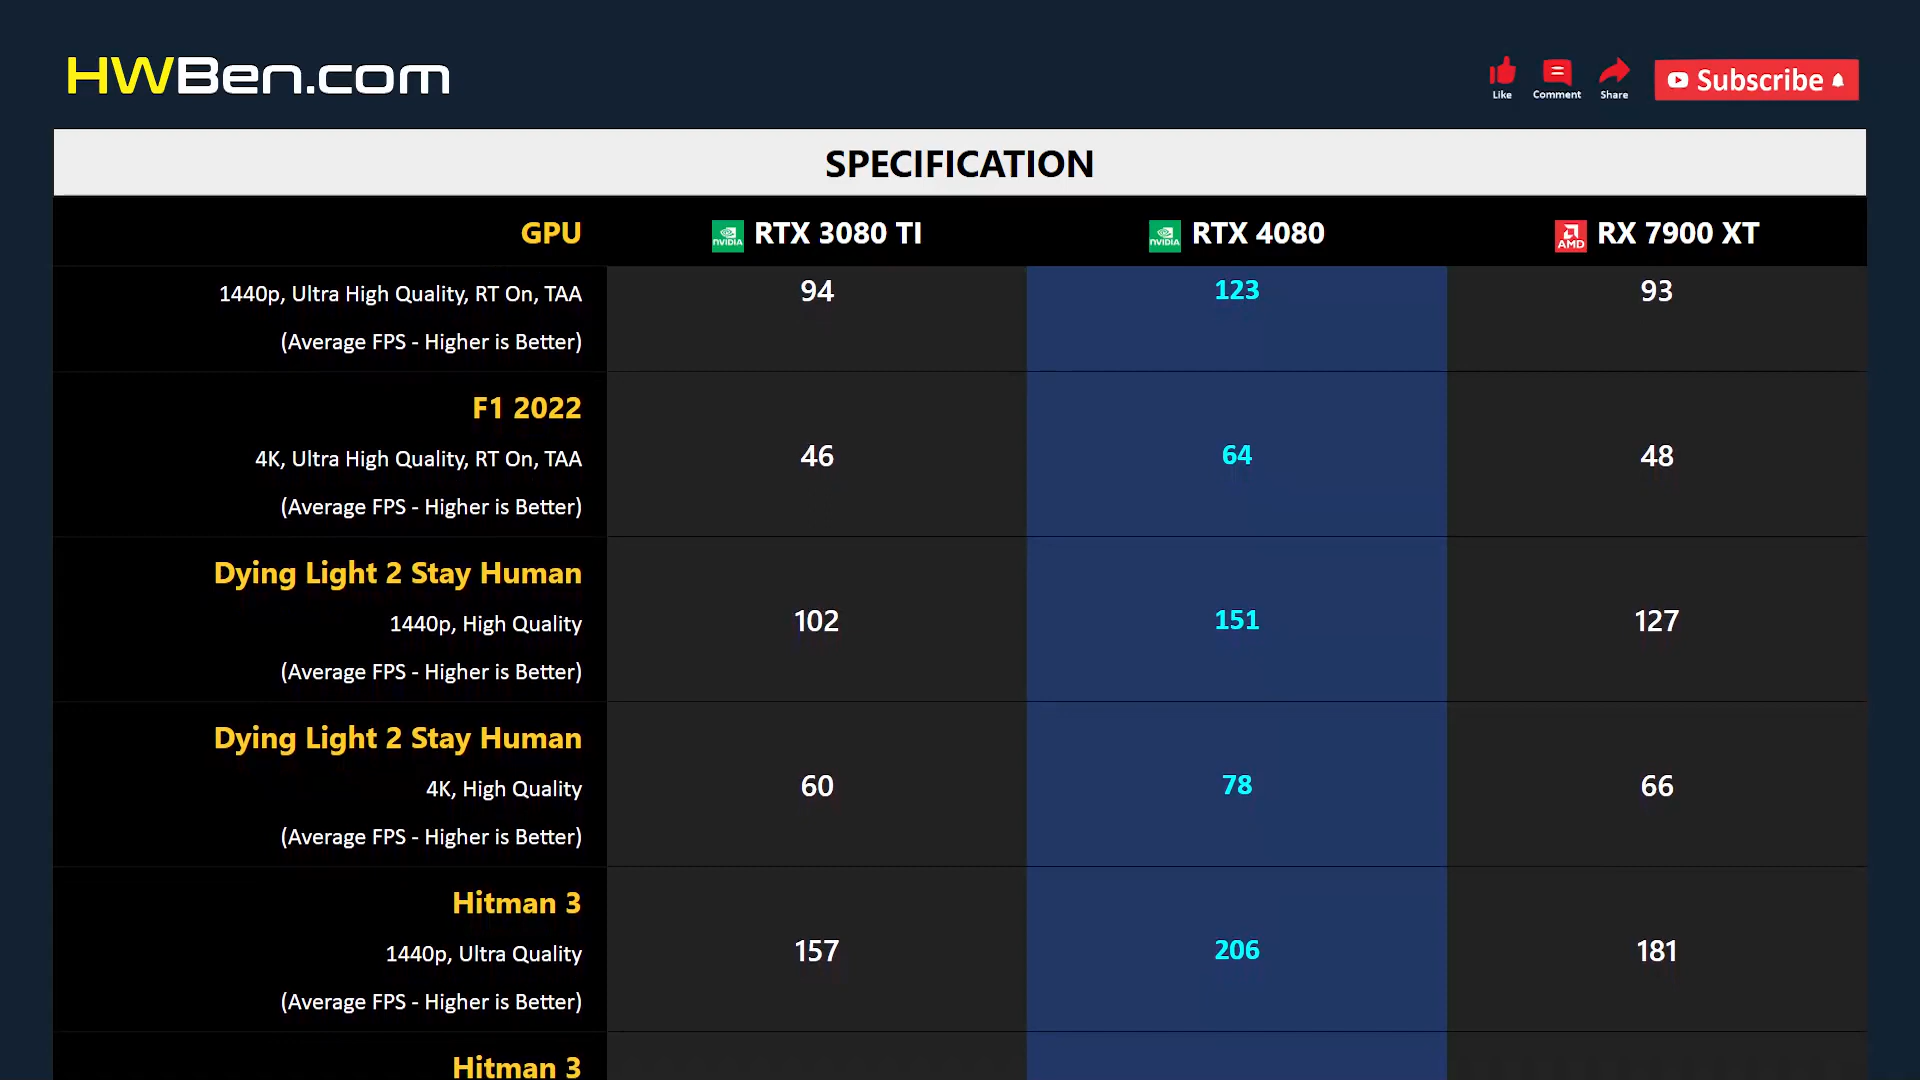 HWBen.com
Like
Comment
Share
Subscribe
SPECIFICATION
GPU
NVIDIA RTX 3080 TI
NVIDIA RTX 4080
AMD RX 7900 XT
1440p, Ultra High Quality, RT On, TAA
(Average FPS - Higher is Better)
94
123
93
F1 2022
4K, Ultra High Quality, RT On, TAA
(Average FPS - Higher is Better)
46
64
48
Dying Light 2 Stay Human
1440p, High Quality
(Average FPS - Higher is Better)
102
151
127
Dying Light 2 Stay Human
4K, High Quality
(Average FPS - Higher is Better)
60
78
66
Hitman 3
1440p, Ultra Quality
(Average FPS - Higher is Better)
157
206
181
Hitman 3